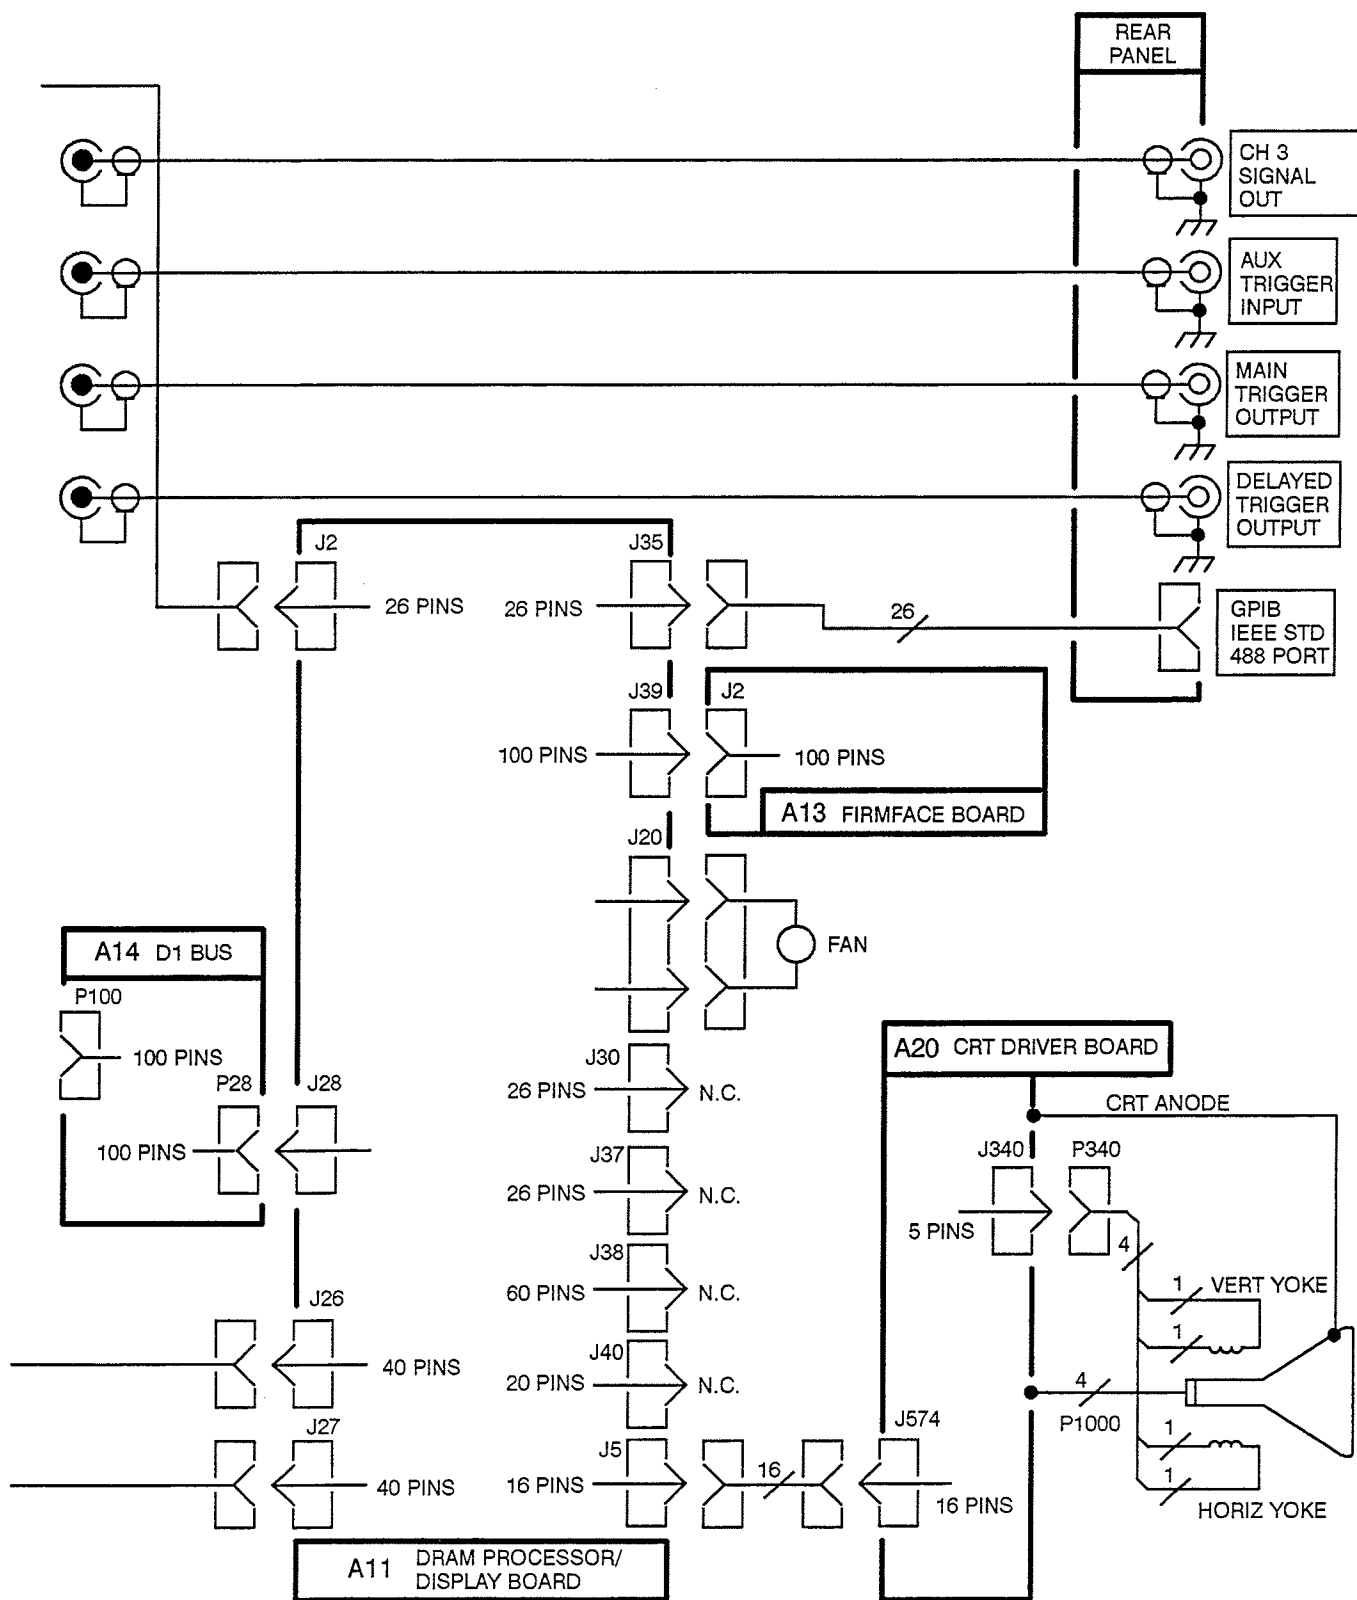 REAR
PANEL
CH 3
SIGNAL
OUT
AUX
TRIGGER
INPUT
MAIN
TRIGGER
OUTPUT
DELAYED
TRIGGER
OUTPUT
J2
J35
26 PINS
26 PINS
26
GPIB
IEEE STD
488 PORT
J39
J2
100 PINS
100 PINS
A13 FIRMFACE BOARD
J20
FAN
A14 D1 BUS
P100
100 PINS
P28
J28
100 PINS
J30
26 PINS
N.C.
A20 CRT DRIVER BOARD
CRT ANODE
J37
26 PINS
N.C.
J340
P340
5 PINS
4
J38
60 PINS
N.C.
1
VERT YOKE
1
J26
40 PINS
J40
20 PINS
N.C.
4
P1000
J27
40 PINS
J5
16 PINS
16
J574
16 PINS
1
1
HORIZ YOKE
A11 DRAM PROCESSOR/
DISPLAY BOARD